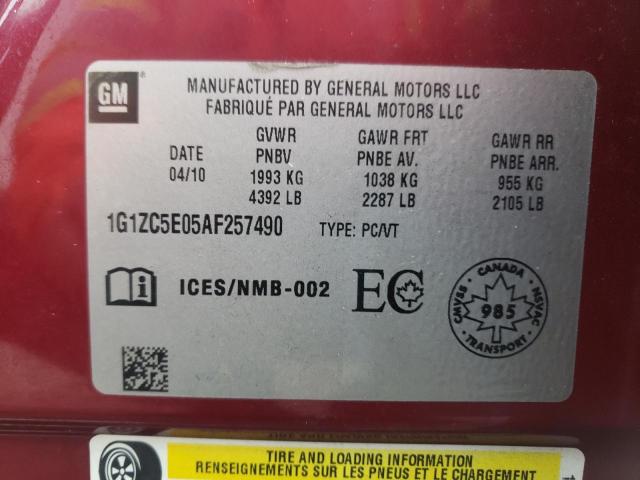 GM
MANUFACTURED BY GENERAL MOTORS LLC
FABRIQUÉ PAR GENERAL MOTORS LLC
GVWR GAWR FRT GAWR RR
DATE PNBV PNBE AV. PNBE ARR.
04/10 1993 KG 1038 KG 955 KG
4392 LB 2287 LB 2105 LB
1G1ZC5E05AF257490 TYPE: PC/VT
i ICES/NMB-002 EC
CANADA
CMVSS 985 NSVAC
TRANSPORT
TIRE AND LOADING INFORMATION
RENSEIGNEMENTS SUR LES PNEUS ET LE CHARGEMENT